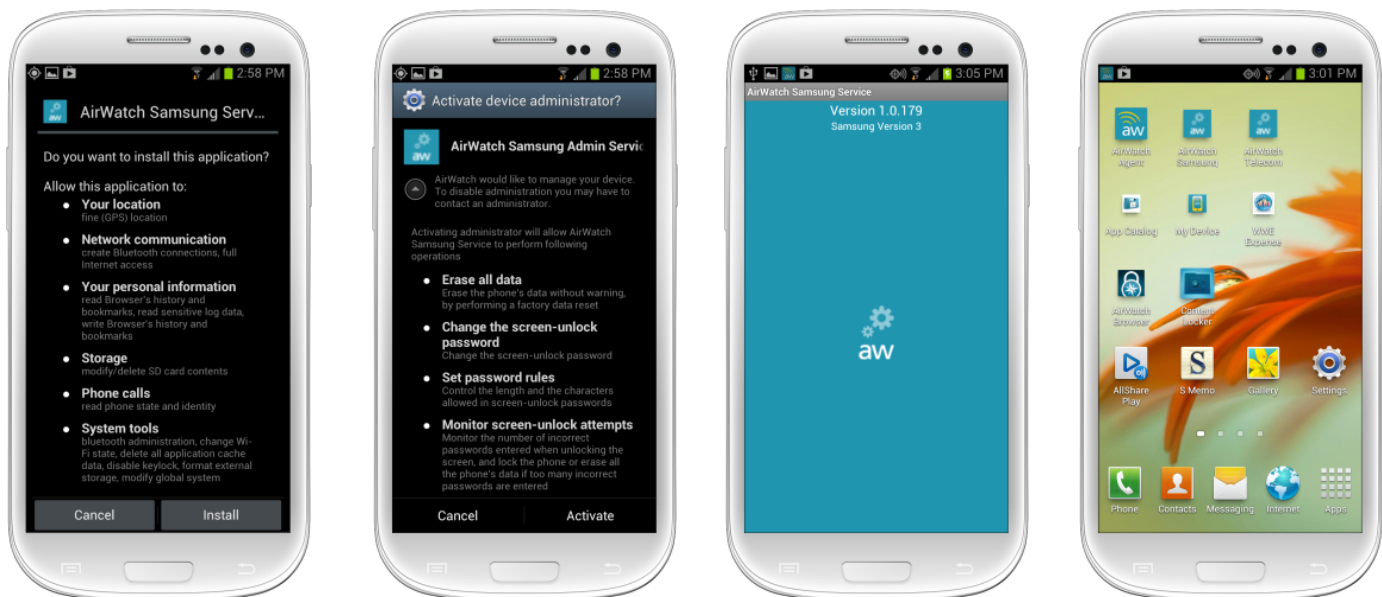 2:58 PM
AirWatch Samsung Serv...
Do you want to install this application?
Allow this application to:
Your location
fine (GPS) location
Network communication
create Bluetooth connections, full
Internet access
Your personal information
read Browser's history and
bookmarks, read sensitive log data,
write Browser's history and
bookmarks
Storage
modify/delete SD card contents
Phone calls
read phone state and identity
System tools
bluetooth administration, change Wi-
Fi state, delete all application cache
data, disable keylock, format external
storage, modify global system
Cancel Install
2:58 PM
Activate device administrator?
aw
AirWatch Samsung Admin Servic
AirWatch would like to manage your device.
To disable administration you may have to
contact an administrator.
Activating administrator will allow AirWatch
Samsung Service to perform following
operations
Erase all data
Erase the phone's data without warning,
by performing a factory data reset
Change the screen-unlock
password
Change the screen-unlock password
Set password rules
Control the length and the characters
allowed in screen-unlock passwords
Monitor screen-unlock attempts
Monitor the number of incorrect
passwords entered when unlocking the
screen, and lock the phone or erase all
the phone's data if too many incorrect
passwords are entered
Cancel Activate
3:05 PM
AirWatch Samsung Service
Version 1.0.179
Samsung Version 3
aw
3:01 PM
aw aw aw
AirWatch Agent AirWatch Samsung AirWatch Telecom
App Catalog My Device WME Expense
AirWatch Browser Content Locker
S
AllShare Play S Memo Gallery Settings
Phone Contacts Messaging Internet Apps